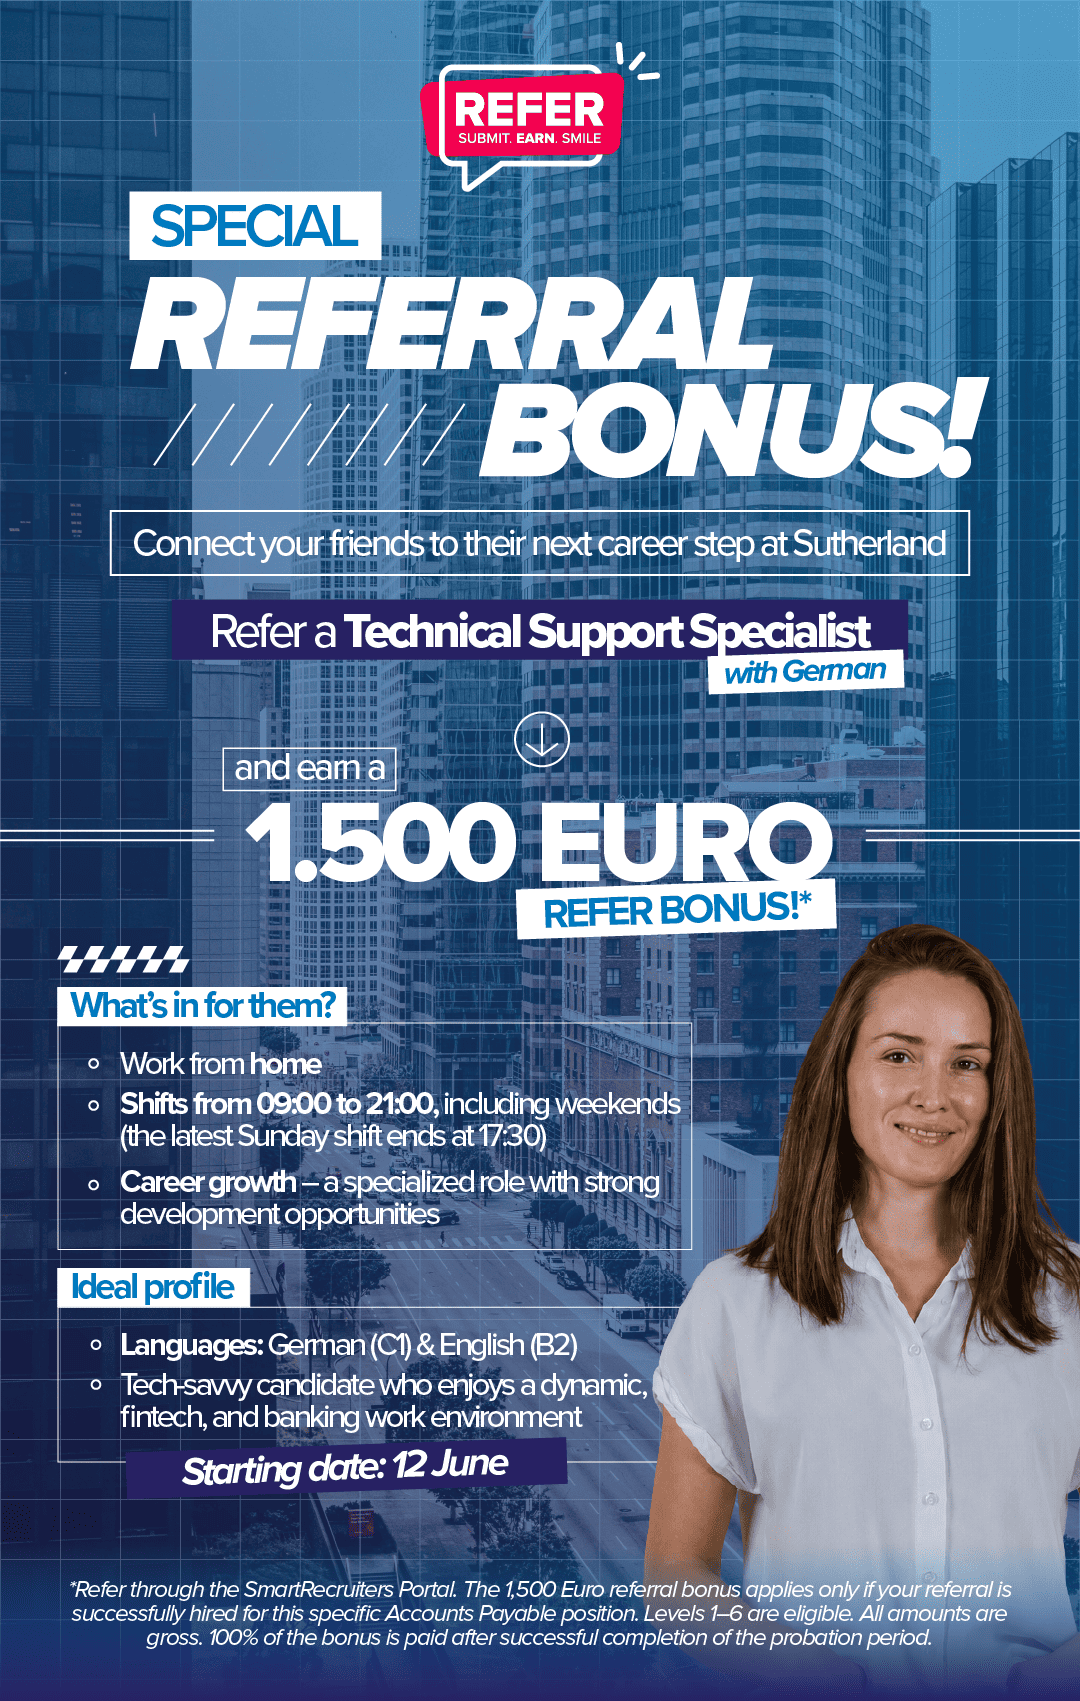 REFER
SUBMIT. EARN. SMILE
SPECIAL
REFERRAL
BONUS!
Connect your friends to their next career step at Sutherland
Refer a Technical Support Specialist
with German
and earn a
1.500 EURO
REFER BONUS!*
What's in for them?
Work from home
Shifts from 09:00 to 21:00, including weekends
(the latest Sunday shift ends at 17:30)
Career growth – a specialized role with strong
development opportunities
Ideal profile
Languages: German (C1) & English (B2)
Tech-savvy candidate who enjoys a dynamic,
fintech, and banking work environment
Starting date: 12 June
*Refer through the SmartRecruiters Portal. The 1,500 Euro referral bonus applies only if your referral is
successfully hired for this specific Accounts Payable position. Levels 1–6 are eligible. All amounts are
gross. 100% of the bonus is paid after successful completion of the probation period.